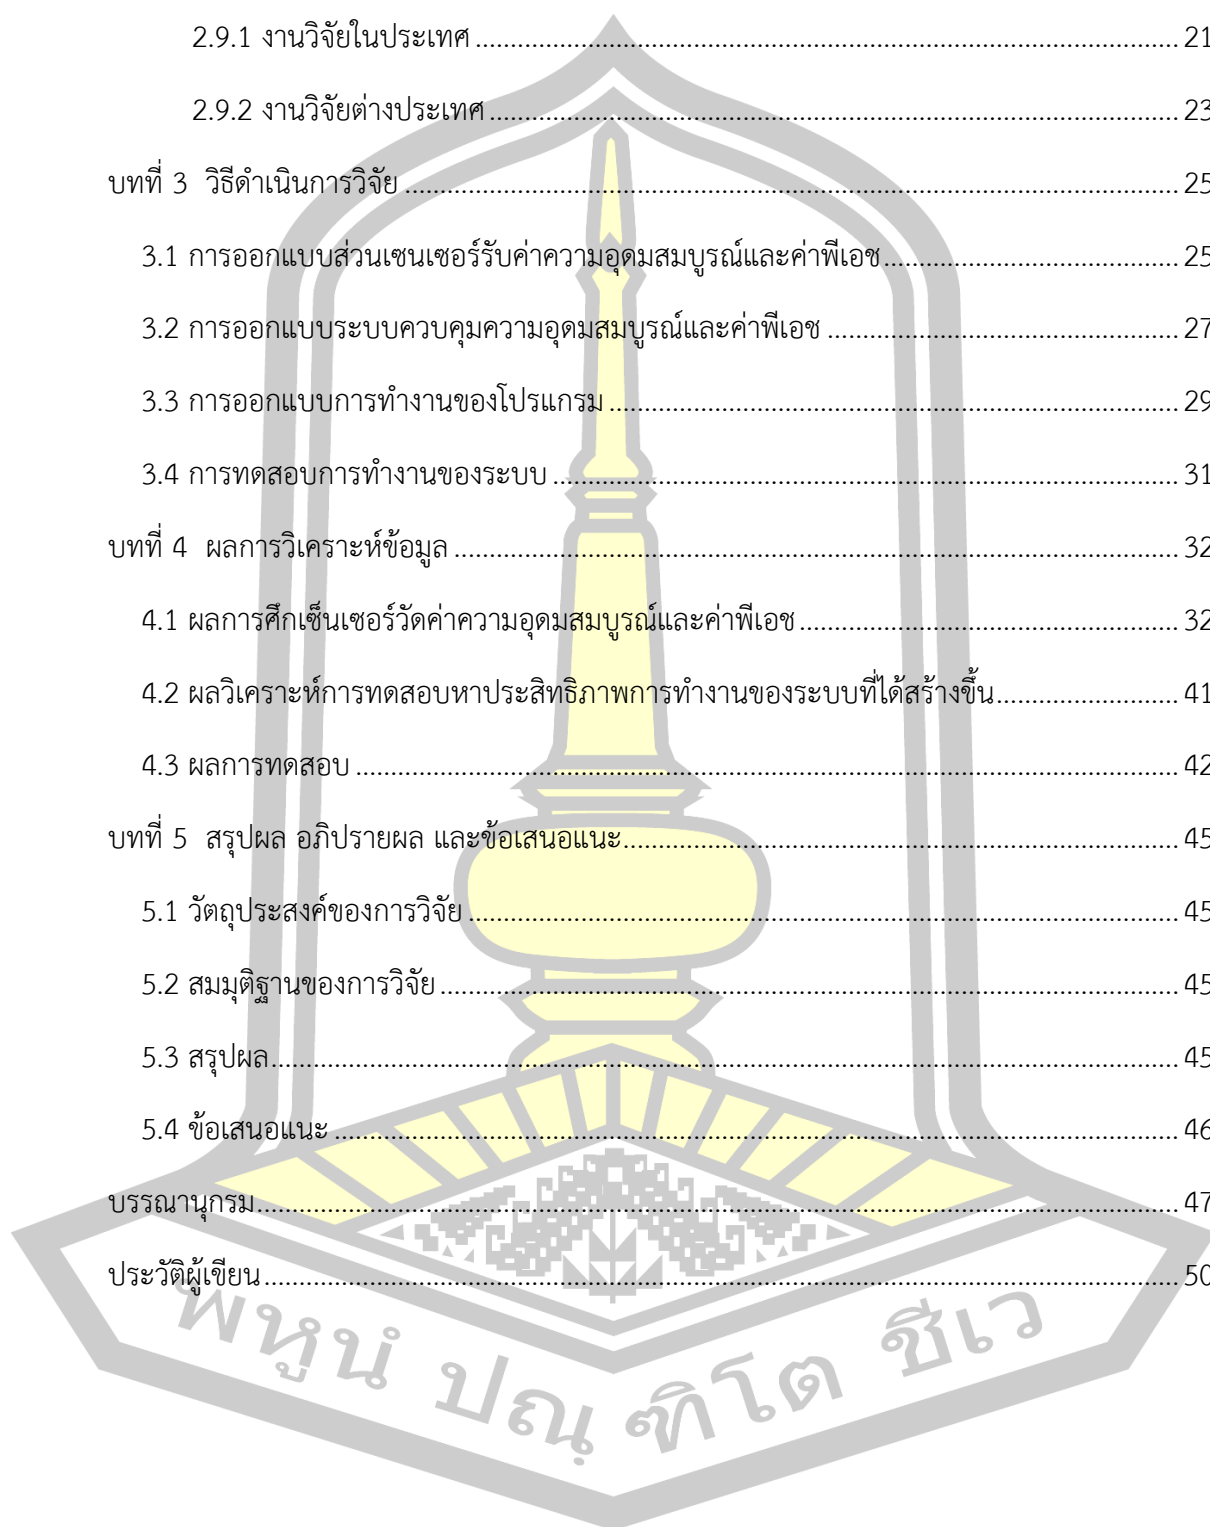 2.9.1 งานวิจัยในประเทศ ........................ 21
2.9.2 งานวิจัยต่างประเทศ ........................ 23
บทที่ 3 วิธีดำเนินการวิจัย ........................ 25
3.1 การออกแบบส่วนเซนเซอร์รับค่าความอุดมสมบูรณ์และค่าพีเอช ........................ 25
3.2 การออกแบบระบบควบคุมความอุดมสมบูรณ์และค่าพีเอช ........................ 27
3.3 การออกแบบการทำงานของโปรแกรม ........................ 29
3.4 การทดสอบการทำงานของระบบ ........................ 31
บทที่ 4 ผลการวิเคราะห์ข้อมูล ........................ 32
4.1 ผลการศึกเซ็นเซอร์วัดค่าความอุดมสมบูรณ์และค่าพีเอช ........................ 32
4.2 ผลวิเคราะห์การทดสอบหาประสิทธิภาพการทำงานของระบบที่ได้สร้างขึ้น ........................ 41
4.3 ผลการทดสอบ ........................ 42
บทที่ 5 สรุปผล อภิปรายผล และข้อเสนอแนะ ........................ 45
5.1 วัตถุประสงค์ของการวิจัย ........................ 45
5.2 สมมุติฐานของการวิจัย ........................ 45
5.3 สรุปผล ........................ 45
5.4 ข้อเสนอแนะ ........................ 46
บรรณานุกรม ........................ 47
ประวัติผู้เขียน ........................ 50
พหูนํ ปณฺฑิโต ชีเว